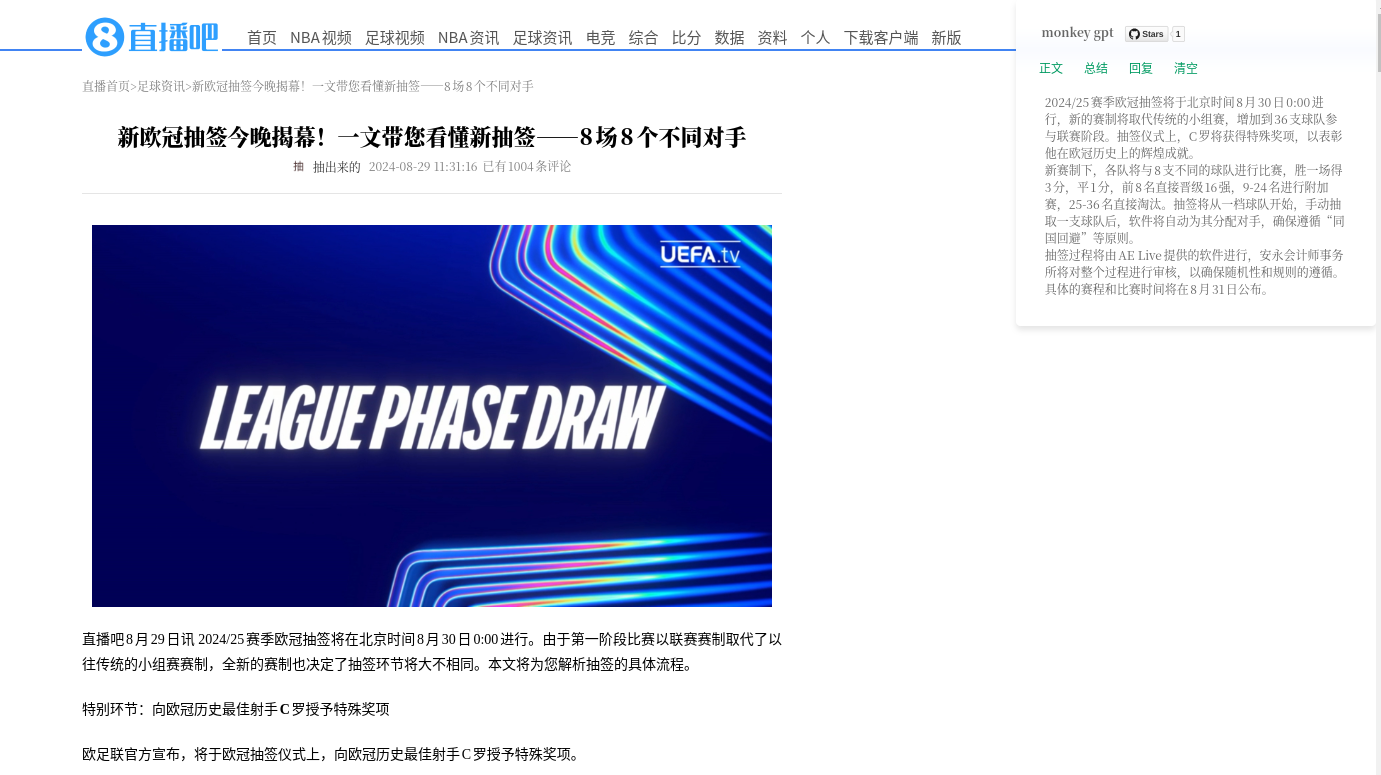 8直播吧
首页 NBA视频 足球视频 NBA资讯 足球资讯 电竞 综合 比分 数据 资料 个人 下载客户端 新版
直播首页>足球资讯>新欧冠抽签今晚揭幕！一文带您看懂新抽签——8场8个不同对手
新欧冠抽签今晚揭幕！一文带您看懂新抽签——8场8个不同对手
抽 抽出来的 2024-08-29 11:31:16 已有1004条评论
UEFA.tv
LEAGUE PHASE DRAW
直播吧8月29日讯 2024/25赛季欧冠抽签将在北京时间8月30日0:00进行。由于第一阶段比赛以联赛赛制取代了以
往传统的小组赛赛制，全新的赛制也决定了抽签环节将大不相同。本文将为您解析抽签的具体流程。
特别环节：向欧冠历史最佳射手C罗授予特殊奖项
欧足联官方宣布，将于欧冠抽签仪式上，向欧冠历史最佳射手C罗授予特殊奖项。
monkey gpt Stars 1
正文 总结 回复 清空
2024/25赛季欧冠抽签将于北京时间8月30日0:00进
行，新的赛制将取代传统的小组赛，增加到36支球队参
与联赛阶段。抽签仪式上，C罗将获得特殊奖项，以表彰
他在欧冠历史上的辉煌成就。
新赛制下，各队将与8支不同的球队进行比赛，胜一场得
3分，平1分，前8名直接晋级16强，9-24名进行附加
赛，25-36名直接淘汰。抽签将从一档球队开始，手动抽
取一支球队后，软件将自动为其分配对手，确保遵循“同
国回避”等原则。
抽签过程将由AE Live提供的软件进行，安永会计师事务
所将对整个过程进行审核，以确保随机性和规则的遵循。
具体的赛程和比赛时间将在8月31日公布。